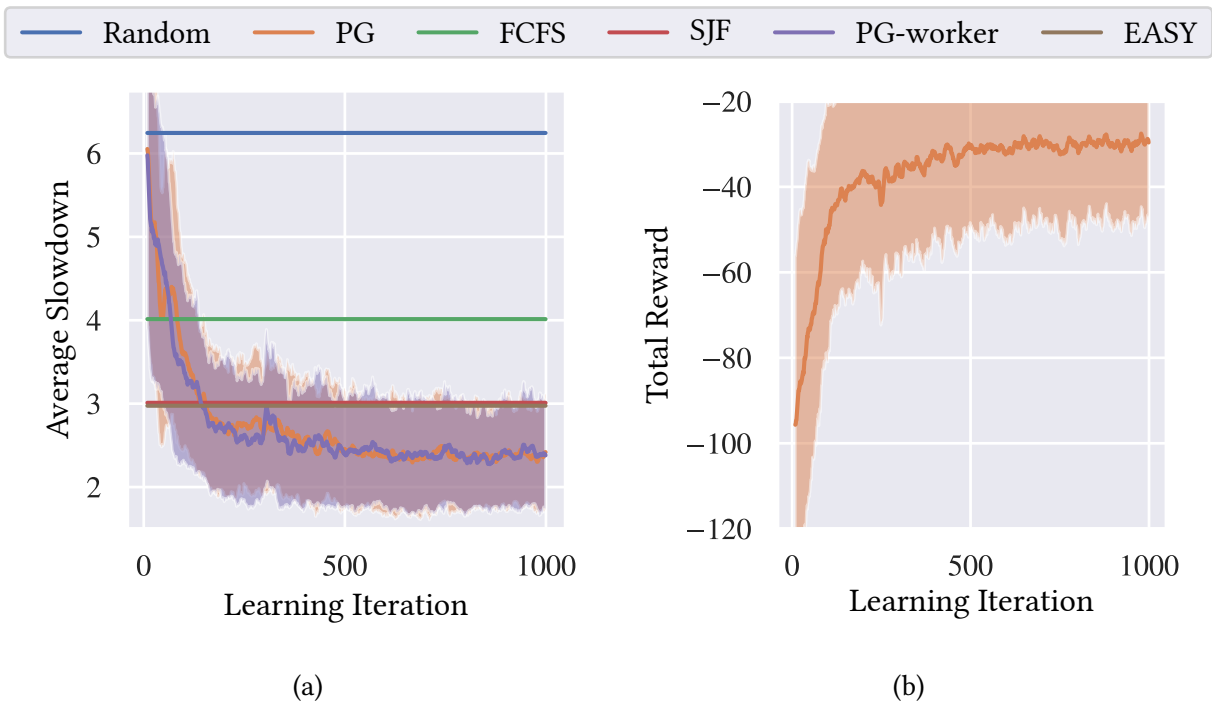 Random PG FCFS SJF PG-worker EASY
6
5
4
3
2
Average Slowdown
0 500 1000
Learning Iteration
(a)
−20
−40
−60
−80
−100
−120
Total Reward
0 500 1000
Learning Iteration
(b)